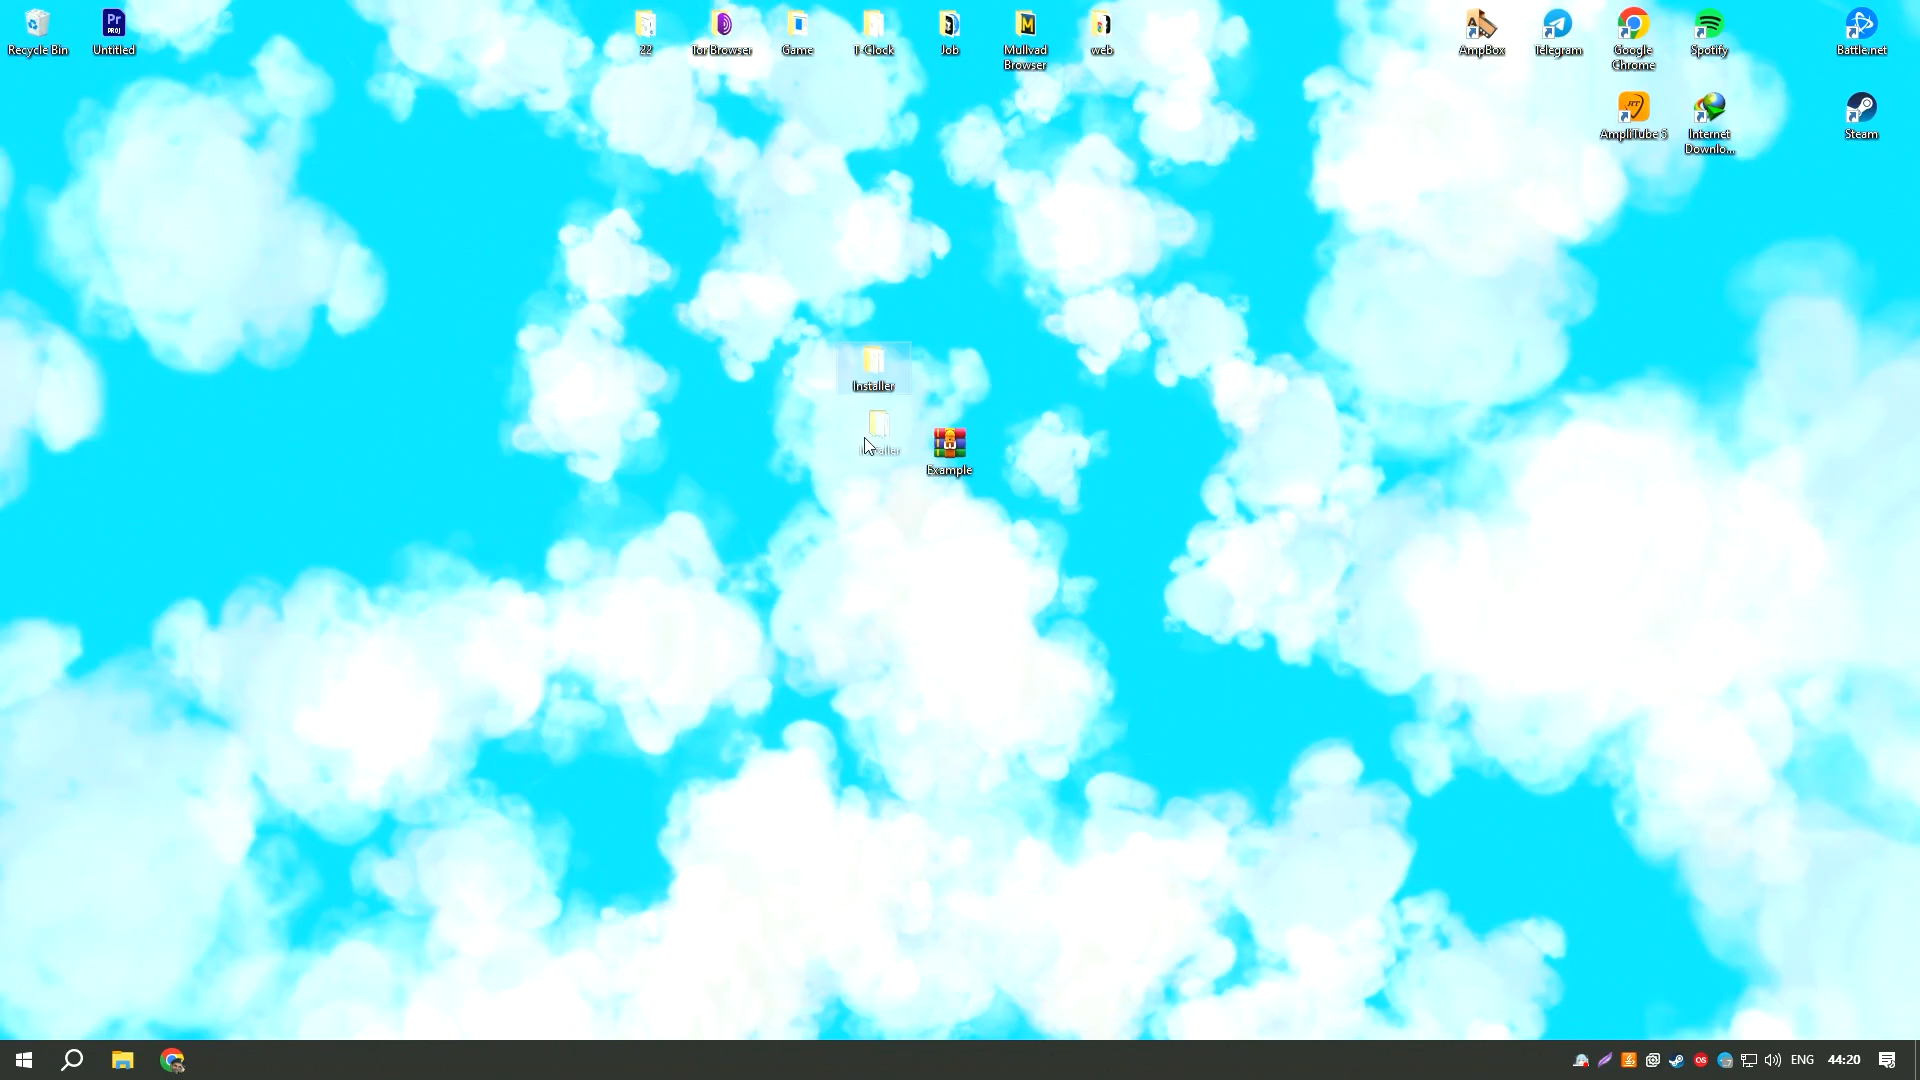 Recycle Bin
Untitled
22
Tor Browser
Game
T-Clock
Job
Mullvad
Browser
web
AmpBox
Telegram
Google
Chrome
Spotify
Battle.net
AmpliTube 5
Internet
Downlo...
Steam
Installer
Installer
Example
ENG
44:20